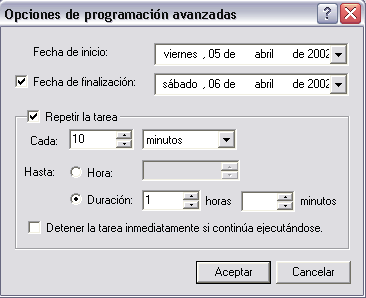 Opciones de programación avanzadas
Fecha de inicio: viernes , 05 de abril de 2002
Fecha de finalización: sábado , 06 de abril de 2002
Repetir la tarea
Cada: 10 minutos
Hasta: Hora:
Duración: 1 horas minutos
Detener la tarea inmediatamente si continúa ejecutándose.
Aceptar Cancelar